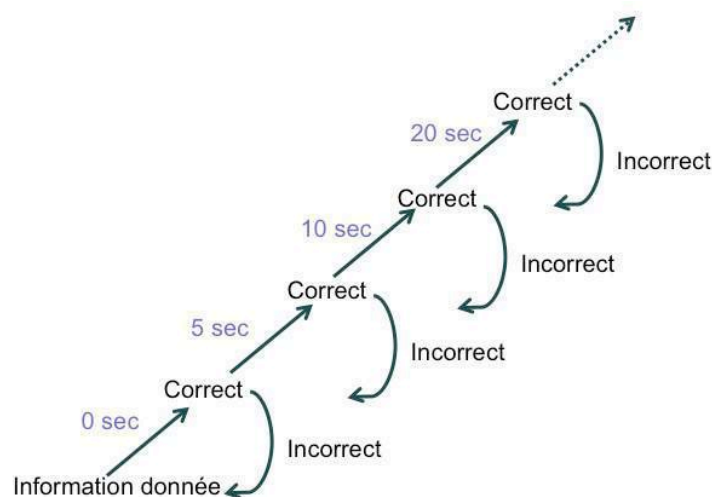 Correct
20 sec
Incorrect
Correct
10 sec
Incorrect
Correct
5 sec
Incorrect
Correct
0 sec
Incorrect
Information donnée